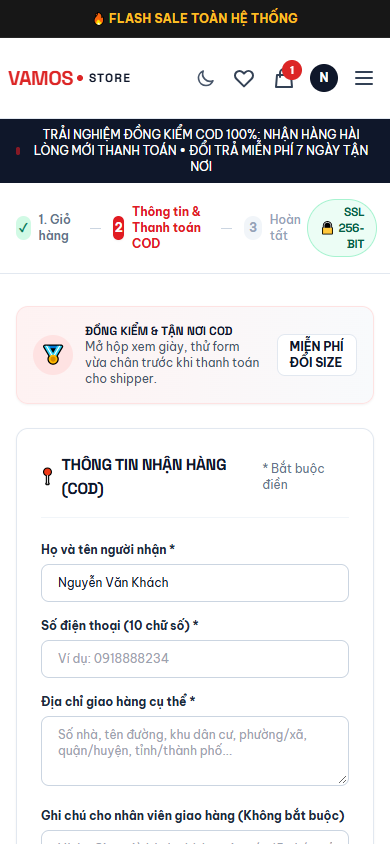 🔥 FLASH SALE TOÀN HỆ THỐNG
VAMOS • STORE
1
N
TRẢI NGHIỆM ĐỒNG KIỂM COD 100%: NHẬN HÀNG HÀI
LÒNG MỚI THANH TOÁN • ĐỔI TRẢ MIỄN PHÍ 7 NGÀY TẬN
NƠI
✓ 1. Giỏ hàng
2 Thông tin & Thanh toán COD
3 Hoàn tất
🔒 SSL 256-BIT
ĐỒNG KIỂM & TẬN NƠI COD
Mở hộp xem giày, thử form
vừa chân trước khi thanh toán
cho shipper.
MIỄN PHÍ
ĐỔI SIZE
THÔNG TIN NHẬN HÀNG
(COD)
* Bắt buộc
điền
Họ và tên người nhận *
Nguyễn Văn Khách
Số điện thoại (10 chữ số) *
Ví dụ: 0918888234
Địa chỉ giao hàng cụ thể *
Số nhà, tên đường, khu dân cư, phường/xã,
quận/huyện, tỉnh/thành phố...
Ghi chú cho nhân viên giao hàng (Không bắt buộc)